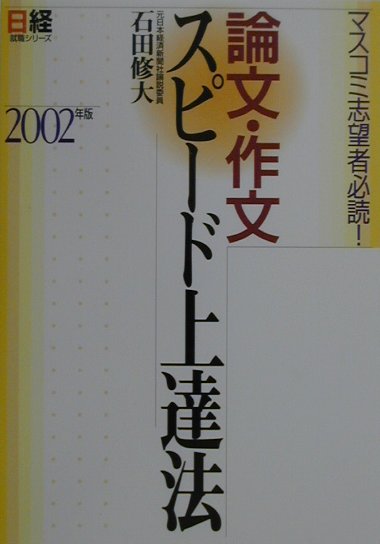 マスコミ志望者必読!
論文・作文
スピード上達法
元日本経済新聞社論説委員
石田修大
日経
就職シリーズ
2002年版